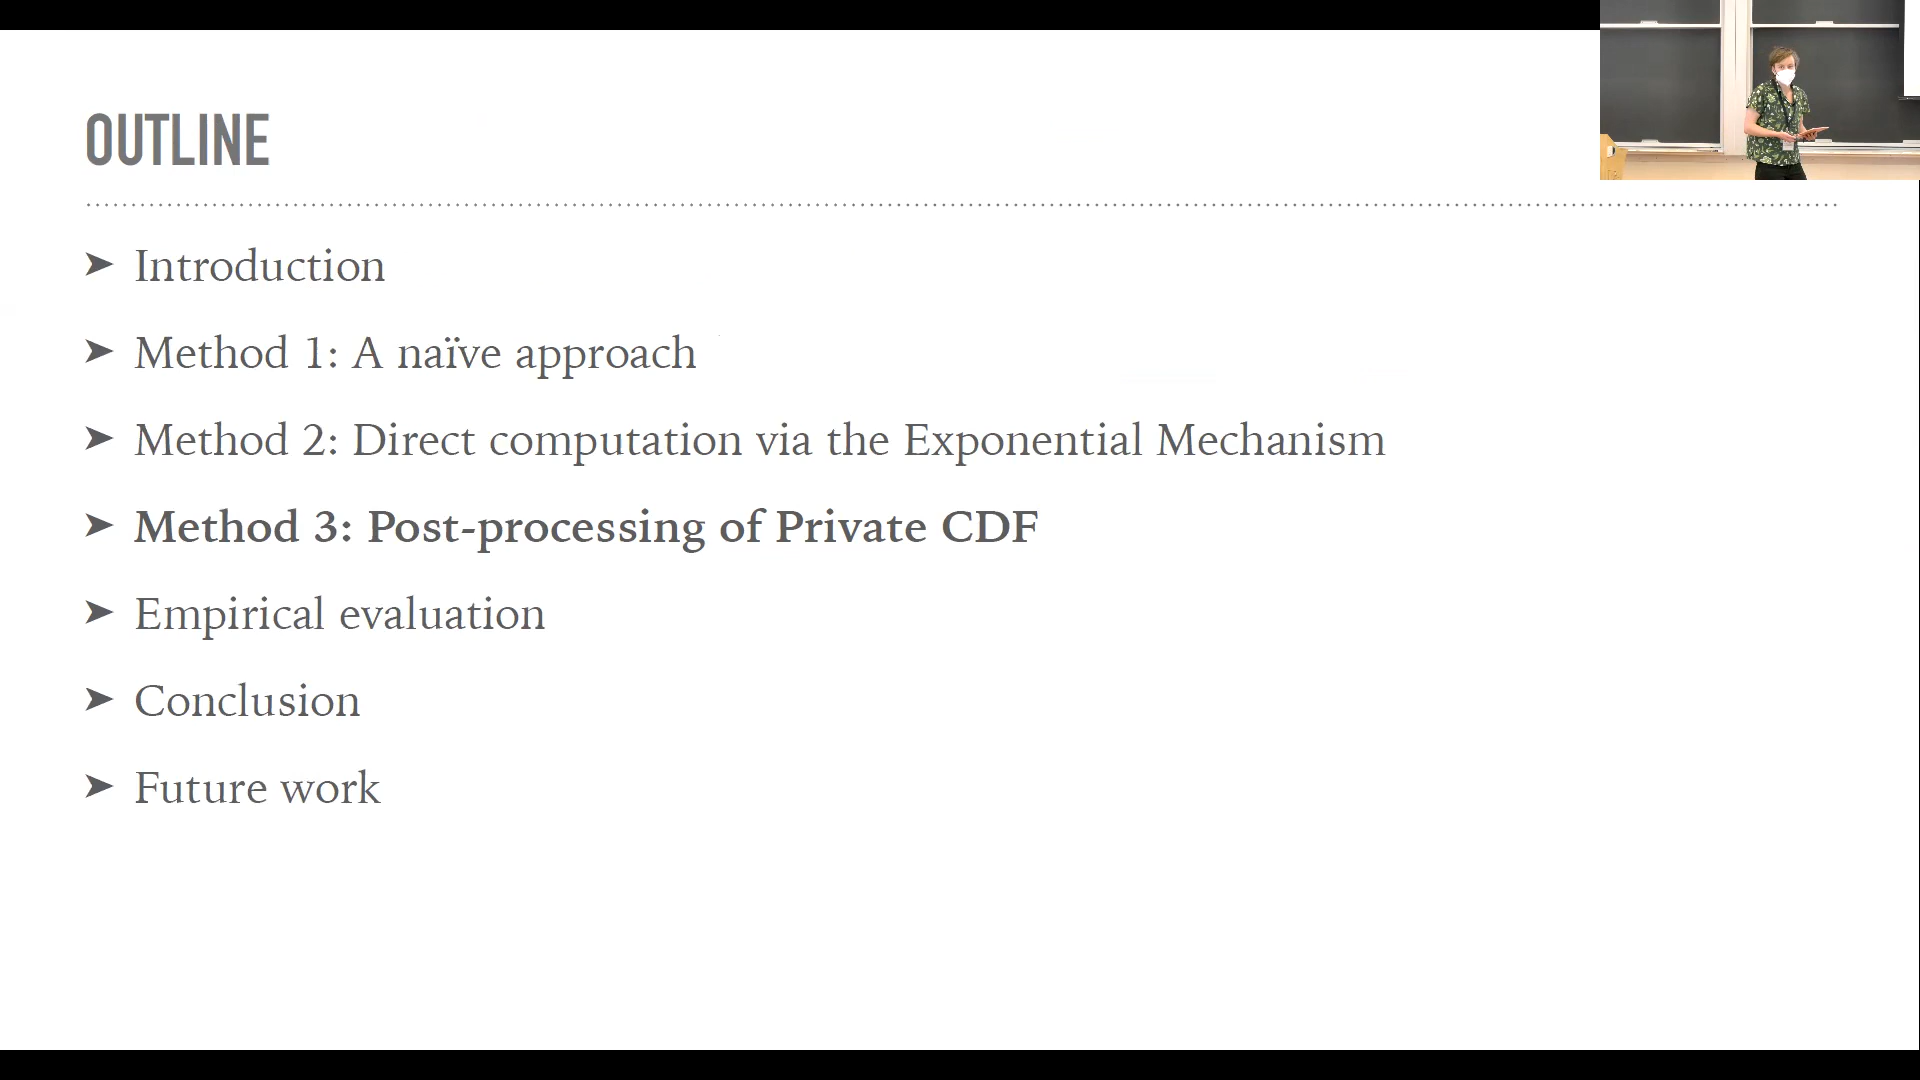 OUTLINE
➤ Introduction
➤ Method 1: A naïve approach
➤ Method 2: Direct computation via the Exponential Mechanism
➤ Method 3: Post-processing of Private CDF
➤ Empirical evaluation
➤ Conclusion
➤ Future work